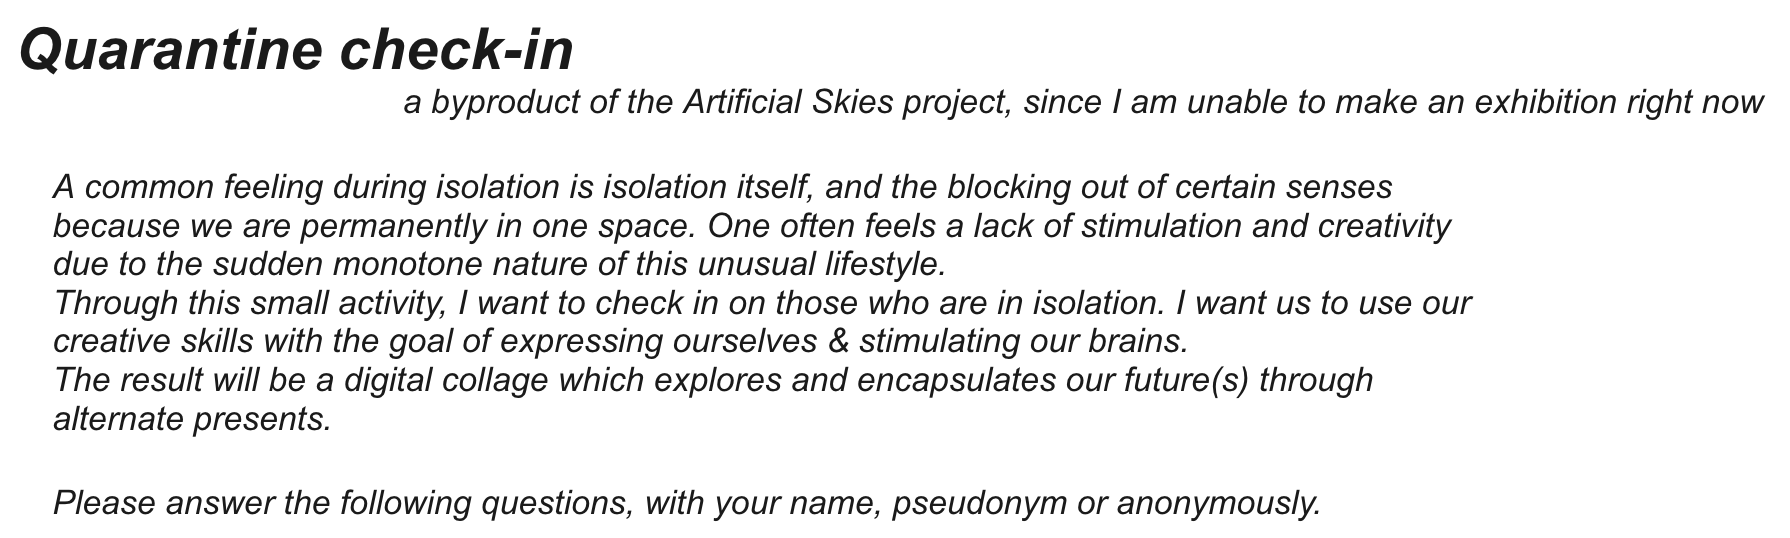 Quarantine check-in
a byproduct of the Artificial Skies project, since I am unable to make an exhibition right now
A common feeling during isolation is isolation itself, and the blocking out of certain senses
because we are permanently in one space. One often feels a lack of stimulation and creativity
due to the sudden monotone nature of this unusual lifestyle.
Through this small activity, I want to check in on those who are in isolation. I want us to use our
creative skills with the goal of expressing ourselves & stimulating our brains.
The result will be a digital collage which explores and encapsulates our future(s) through
alternate presents.
Please answer the following questions, with your name, pseudonym or anonymously.